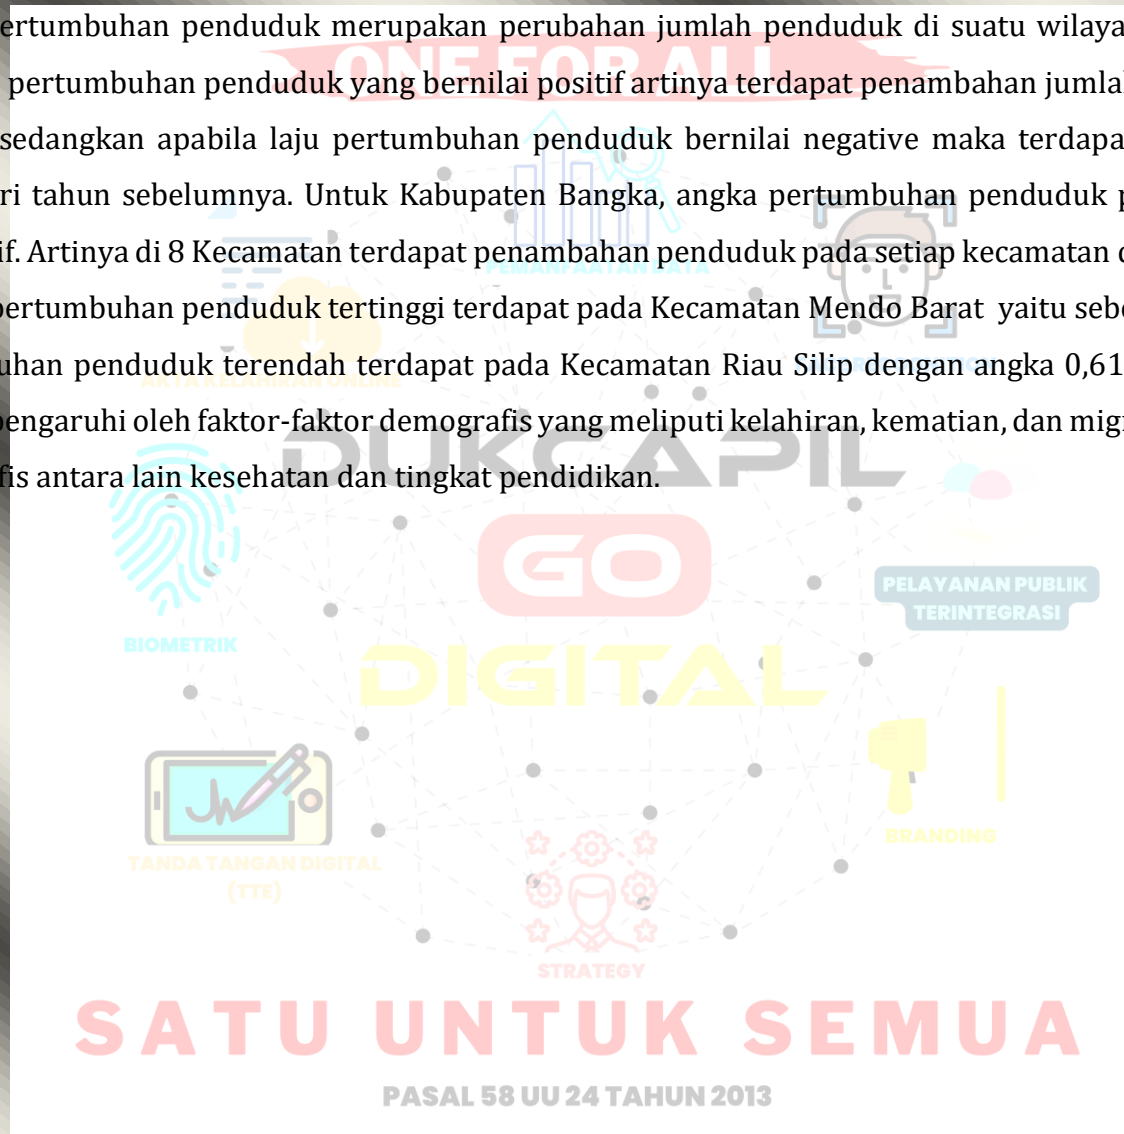 ertumbuhan penduduk merupakan perubahan jumlah penduduk di suatu wilaya
ONE FOR ALL
pertumbuhan penduduk yang bernilai positif artinya terdapat penambahan jumla
sedangkan apabila laju pertumbuhan penduduk bernilai negative maka terdapa
ri tahun sebelumnya. Untuk Kabupaten Bangka, angka pertumbuhan penduduk p
if. Artinya di 8 Kecamatan terdapat penambahan penduduk pada setiap kecamatan d
PEMANFAATAN DATA
pertumbuhan penduduk tertinggi terdapat pada Kecamatan Mendo Barat yaitu sebe
uhan penduduk terendah terdapat pada Kecamatan Riau Silip dengan angka 0,61
AKTA KELAHIRAN ONLINE
pengaruhi oleh faktor-faktor demografis yang meliputi kelahiran, kematian, dan migr
DUKCAPIL
fis antara lain kesehatan dan tingkat pendidikan.
GO
PELAYANAN PUBLIK
TERINTEGRASI
BIOMETRIK
DIGITAL
BRANDING
TANDA TANGAN DIGITAL
(TTE)
STRATEGY
SATU UNTUK SEMUA
PASAL 58 UU 24 TAHUN 2013